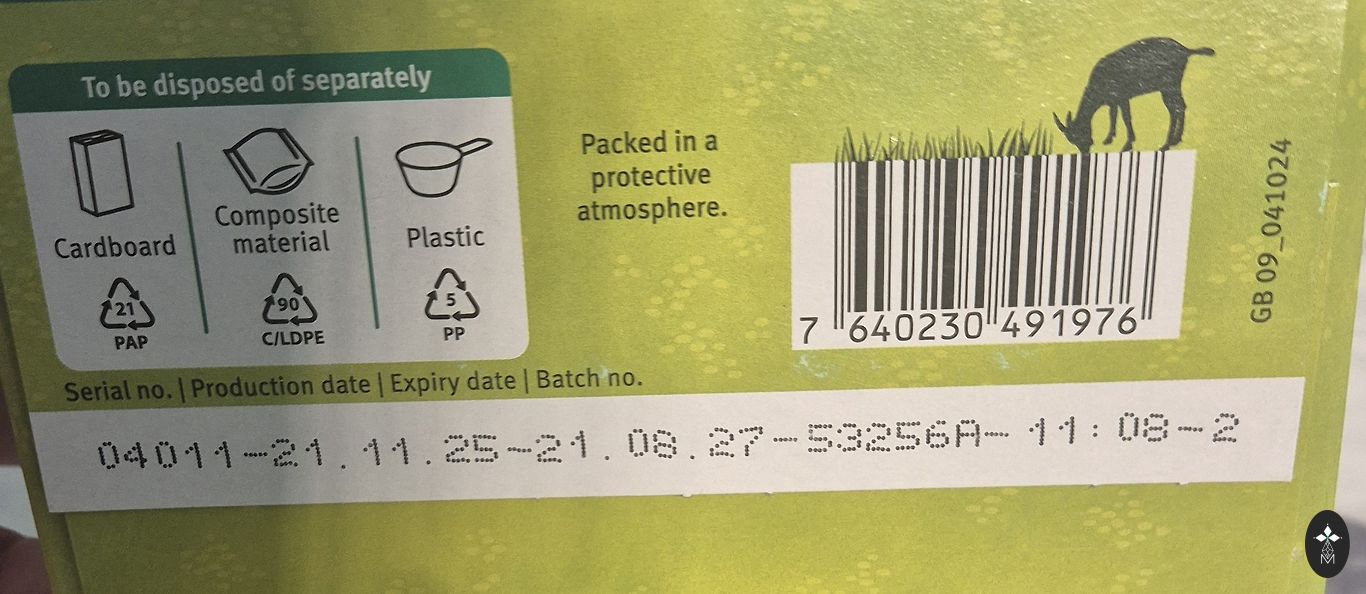 To be disposed of separately
Cardboard
21
PAP
Composite
material
90
C/LDPE
Plastic
5
PP
Packed in a
protective
atmosphere.
7 640230 491976
GB 09_041024
Serial no. | Production date | Expiry date | Batch no.
04011-21.11.25-21.08.27-53256A-11:08-2
M